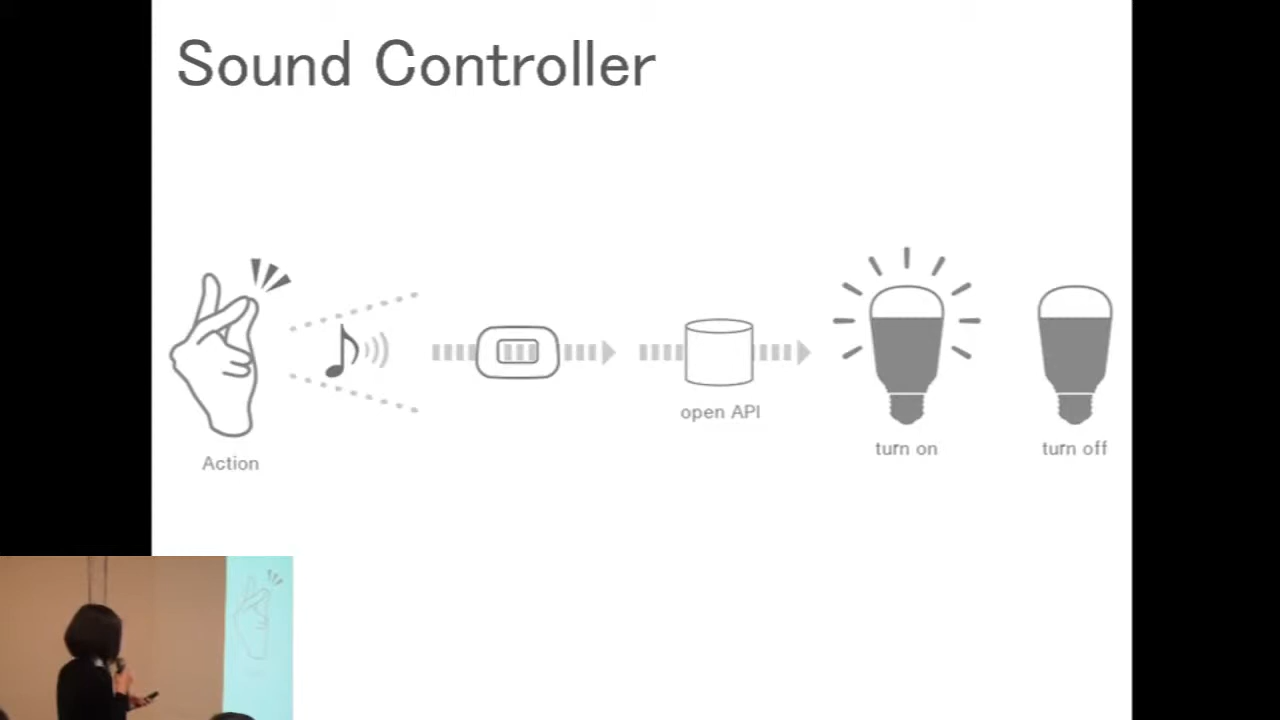 Sound Controller
open API
turn on
turn off
Action